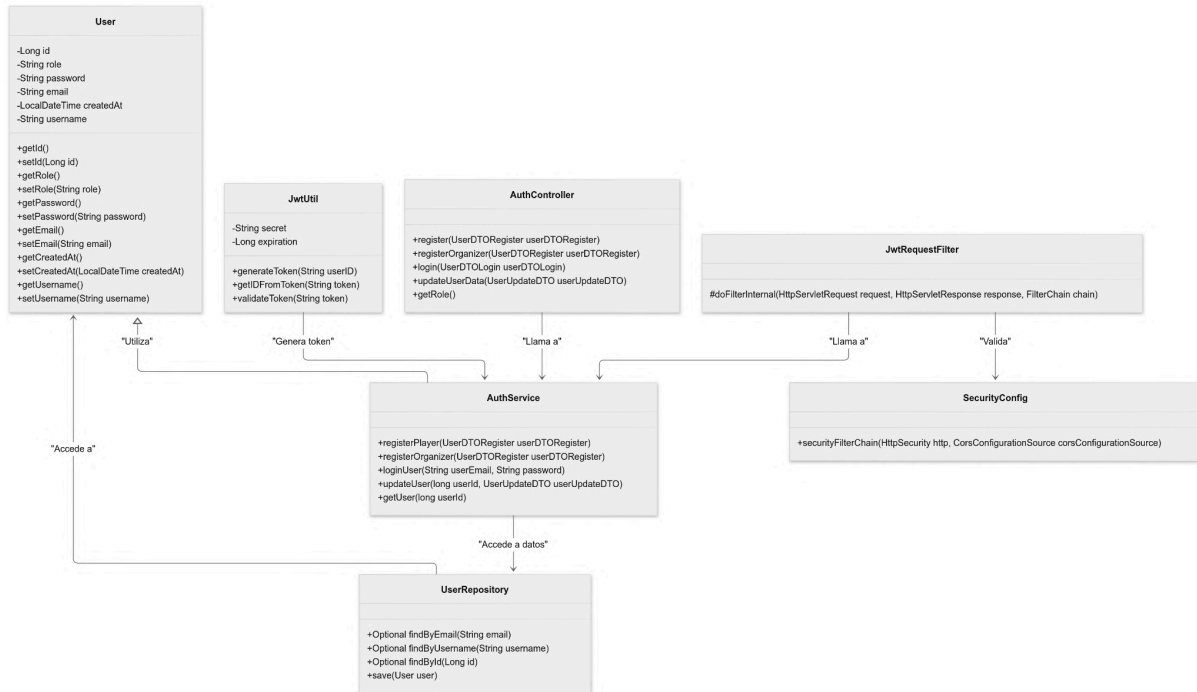 User
-Long id
-String role
-String password
-String email
-LocalDateTime createdAt
-String username
+getId()
+setId(Long id)
+getRole()
+setRole(String role)
+getPassword()
+setPassword(String password)
+getEmail()
+setEmail(String email)
+getCreatedAt()
+setCreatedAt(LocalDateTime createdAt)
+getUsername()
+setUsername(String username)
JwtUtil
-String secret
-Long expiration
+generateToken(String userID)
+getIDFromToken(String token)
+validateToken(String token)
AuthController
+register(UserDTORegister userDTORegister)
+registerOrganizer(UserDTORegister userDTORegister)
+login(UserDTOLogin userDTOLogin)
+updateUserData(UserUpdateDTO userUpdateDTO)
+getRole()
JwtRequestFilter
#doFilterInternal(HttpServletRequest request, HttpServletResponse response, FilterChain chain)
"Utiliza"
"Genera token"
"Llama a"
"Llama a"
"Valida"
AuthService
+registerPlayer(UserDTORegister userDTORegister)
+registerOrganizer(UserDTORegister userDTORegister)
+loginUser(String userEmail, String password)
+updateUser(long userId, UserUpdateDTO userUpdateDTO)
+getUser(long userId)
SecurityConfig
+securityFilterChain(HttpSecurity http, CorsConfigurationSource corsConfigurationSource)
"Accede a"
"Accede a datos"
UserRepository
+Optional findByEmail(String email)
+Optional findByUsername(String username)
+Optional findById(Long id)
+save(User user)